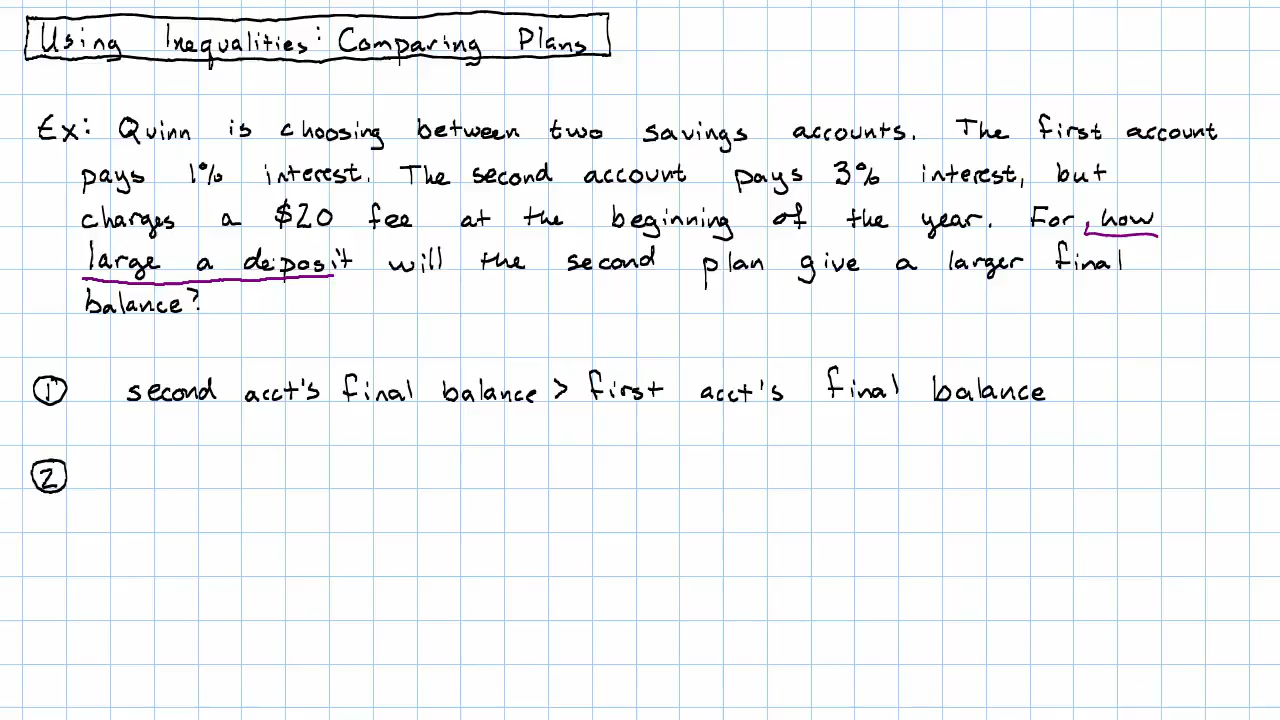 Using Inequalities: Comparing Plans
Ex: Quinn is choosing between two savings accounts. The first account
pays 1% interest. The second account pays 3% interest, but
charges a $20 fee at the beginning of the year. For how
large a deposit will the second plan give a larger final
balance?
① second acct's final balance > first acct's final balance
②